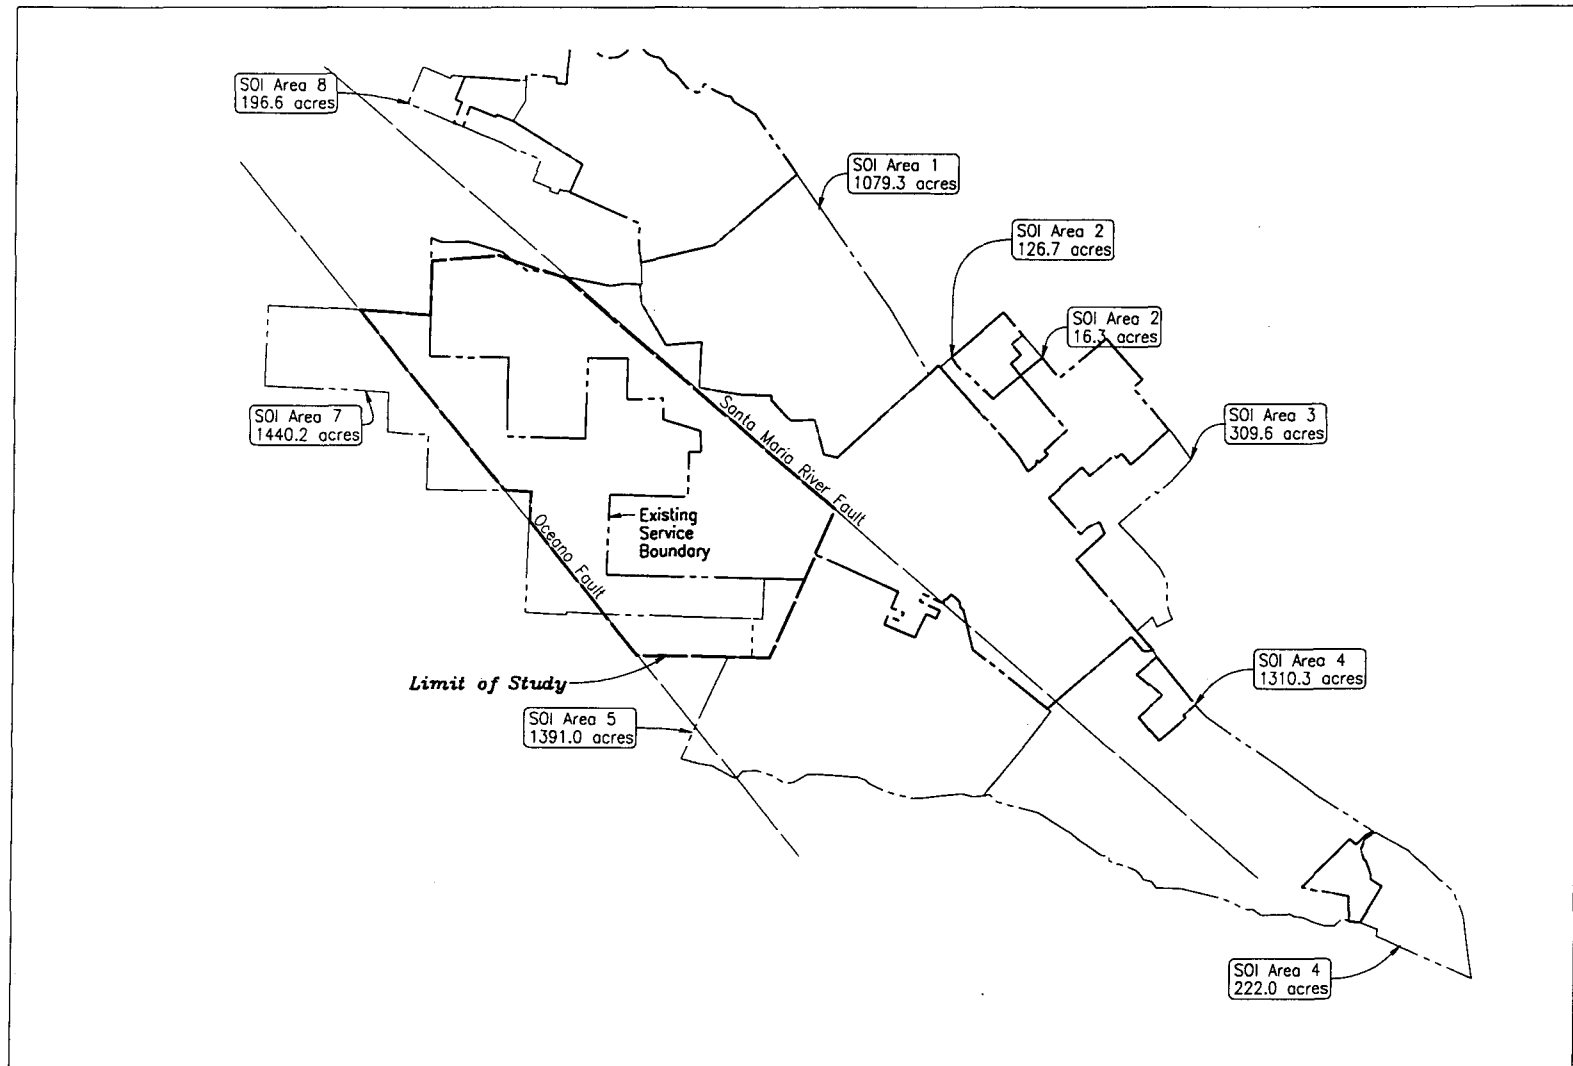 SOI Area 8
196.6 acres
SOI Area 1
1079.3 acres
SOI Area 2
126.7 acres
SOI Area 2
16.3 acres
SOI Area 7
1440.2 acres
SOI Area 3
309.6 acres
Santa Maria River Fault
Oceano Fault
Existing
Service
Boundary
Limit of Study
SOI Area 4
1310.3 acres
SOI Area 5
1391.0 acres
SOI Area 4
222.0 acres